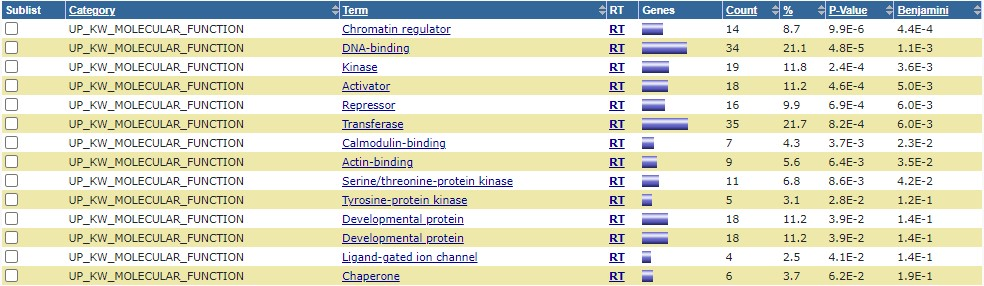 Sublist Category Term RT Genes Count % P-Value Benjamini
UP_KW_MOLECULAR_FUNCTION Chromatin regulator RT 14 8.7 9.9E-6 4.4E-4
UP_KW_MOLECULAR_FUNCTION DNA-binding RT 34 21.1 4.8E-5 1.1E-3
UP_KW_MOLECULAR_FUNCTION Kinase RT 19 11.8 2.4E-4 3.6E-3
UP_KW_MOLECULAR_FUNCTION Activator RT 18 11.2 4.6E-4 5.0E-3
UP_KW_MOLECULAR_FUNCTION Repressor RT 16 9.9 6.9E-4 6.0E-3
UP_KW_MOLECULAR_FUNCTION Transferase RT 35 21.7 8.2E-4 6.0E-3
UP_KW_MOLECULAR_FUNCTION Calmodulin-binding RT 7 4.3 3.7E-3 2.3E-2
UP_KW_MOLECULAR_FUNCTION Actin-binding RT 9 5.6 6.4E-3 3.5E-2
UP_KW_MOLECULAR_FUNCTION Serine/threonine-protein kinase RT 11 6.8 8.6E-3 4.2E-2
UP_KW_MOLECULAR_FUNCTION Tyrosine-protein kinase RT 5 3.1 2.8E-2 1.2E-1
UP_KW_MOLECULAR_FUNCTION Developmental protein RT 18 11.2 3.9E-2 1.4E-1
UP_KW_MOLECULAR_FUNCTION Developmental protein RT 18 11.2 3.9E-2 1.4E-1
UP_KW_MOLECULAR_FUNCTION Ligand-gated ion channel RT 4 2.5 4.1E-2 1.4E-1
UP_KW_MOLECULAR_FUNCTION Chaperone RT 6 3.7 6.2E-2 1.9E-1